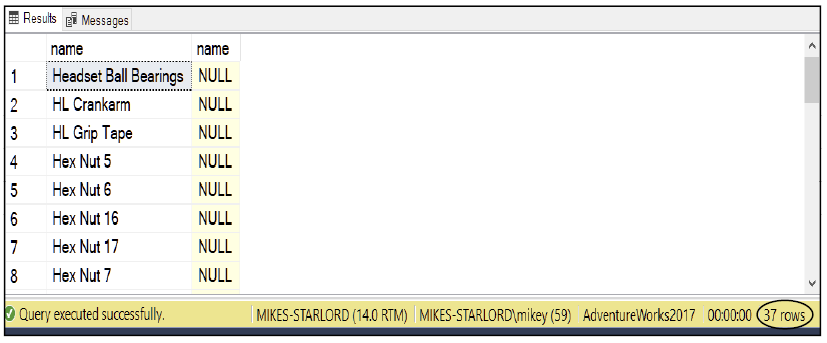 Results Messages
name name
1 Headset Ball Bearings NULL
2 HL Crankarm NULL
3 HL Grip Tape NULL
4 Hex Nut 5 NULL
5 Hex Nut 6 NULL
6 Hex Nut 16 NULL
7 Hex Nut 17 NULL
8 Hex Nut 7 NULL
Query executed successfully. MIKES-STARLORD (14.0 RTM) MIKES-STARLORD\mikey (59) AdventureWorks2017 00:00:00 37 rows